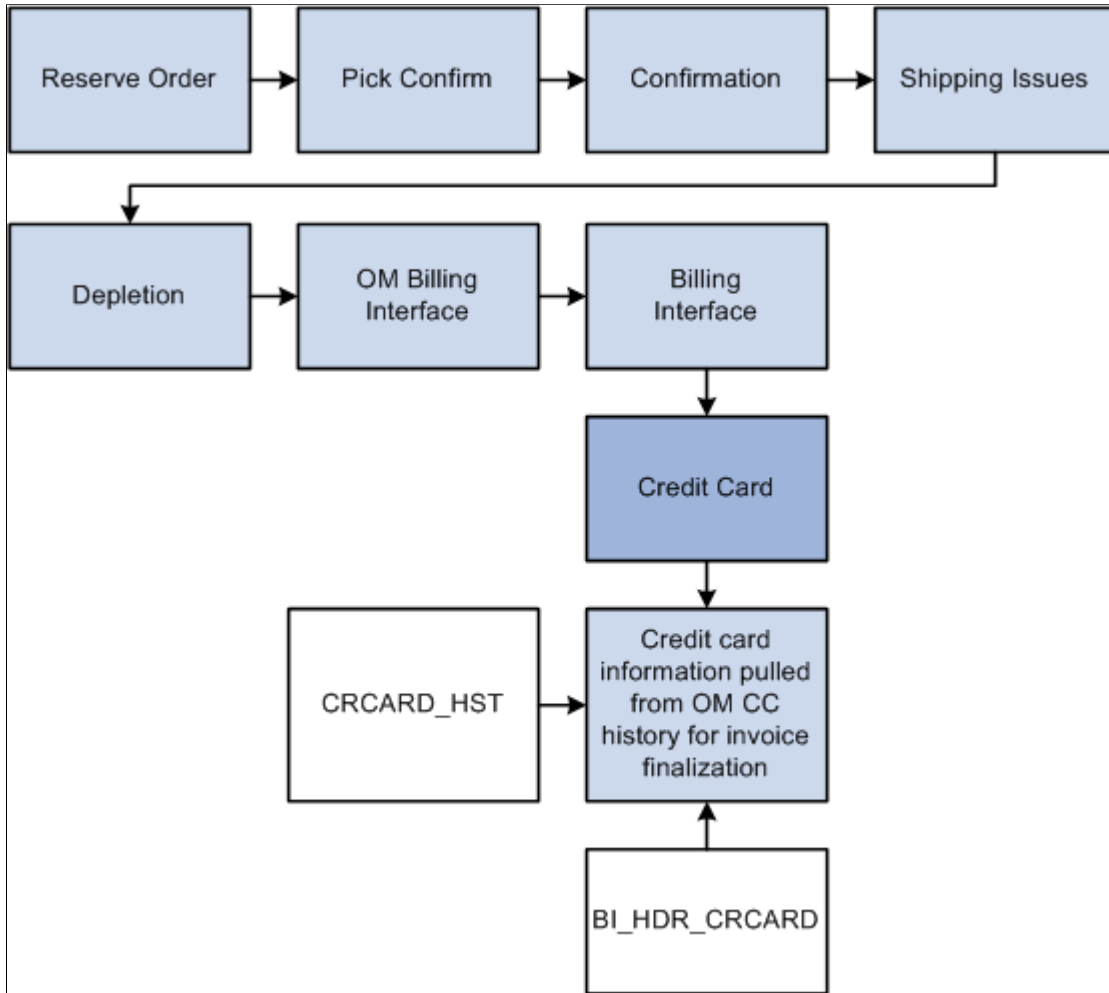 Reserve Order
Pick Confirm
Confirmation
Shipping Issues
Depletion
OM Billing
Interface
Billing
Interface
Credit Card
CRCARD_HST
Credit card
information pulled
from OM CC
history for invoice
finalization
BI_HDR_CRCARD